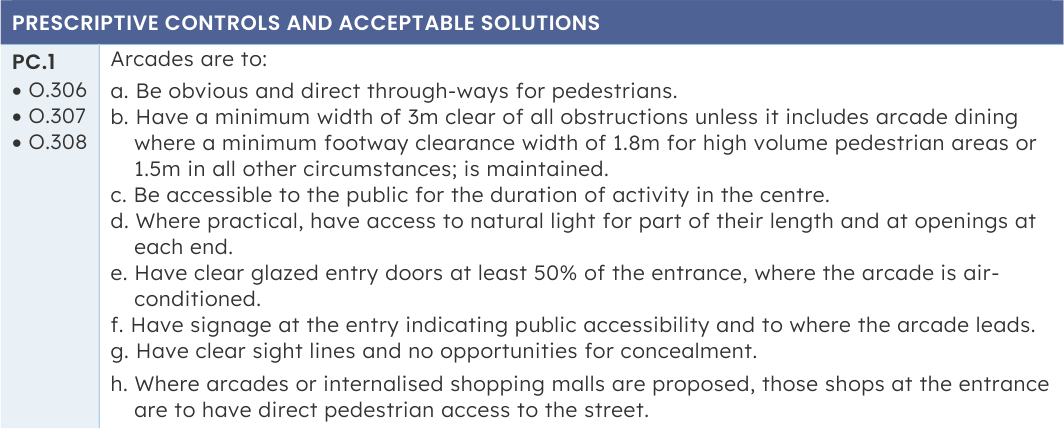 PRESCRIPTIVE CONTROLS AND ACCEPTABLE SOLUTIONS
PC.1
• O.306
• O.307
• O.308
Arcades are to:
a. Be obvious and direct through-ways for pedestrians.
b. Have a minimum width of 3m clear of all obstructions unless it includes arcade dining
where a minimum footway clearance width of 1.8m for high volume pedestrian areas or
1.5m in all other circumstances; is maintained.
c. Be accessible to the public for the duration of activity in the centre.
d. Where practical, have access to natural light for part of their length and at openings at
each end.
e. Have clear glazed entry doors at least 50% of the entrance, where the arcade is air-
conditioned.
f. Have signage at the entry indicating public accessibility and to where the arcade leads.
g. Have clear sight lines and no opportunities for concealment.
h. Where arcades or internalised shopping malls are proposed, those shops at the entrance
are to have direct pedestrian access to the street.